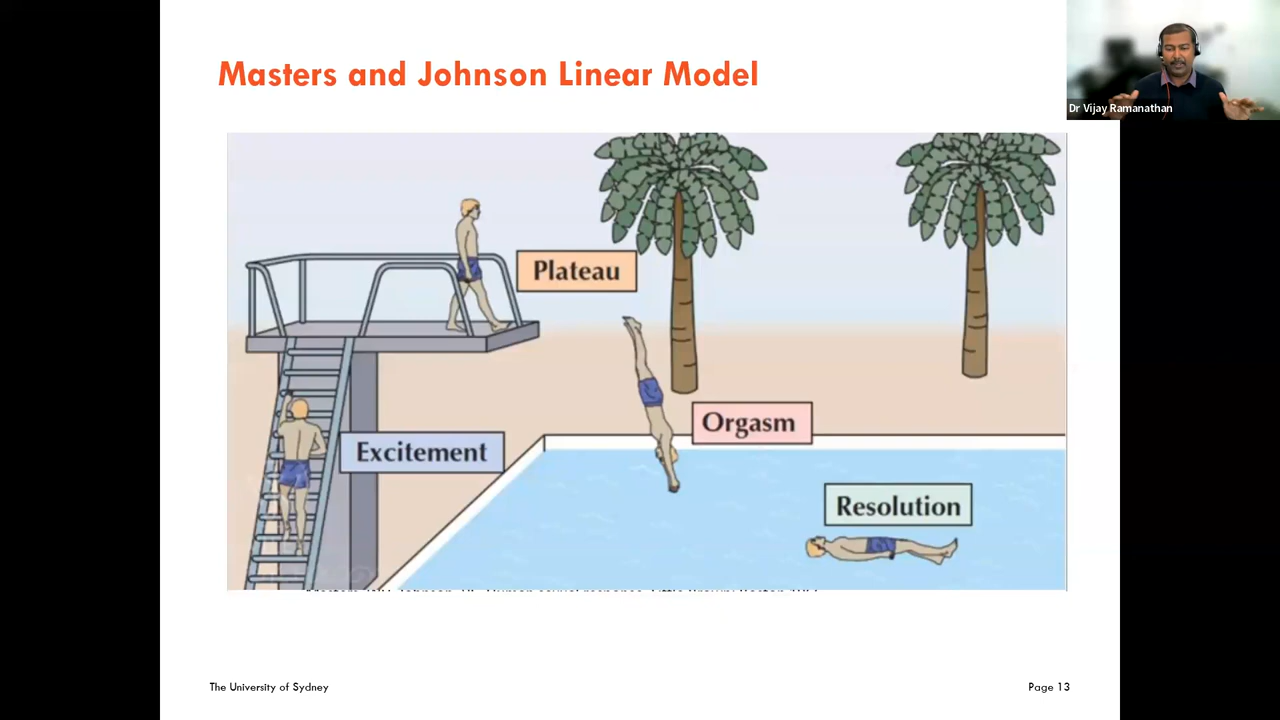 Masters and Johnson Linear Model
Dr Vijay Ramanathan
Plateau
Orgasm
Excitement
Resolution
The University of Sydney
Page 13